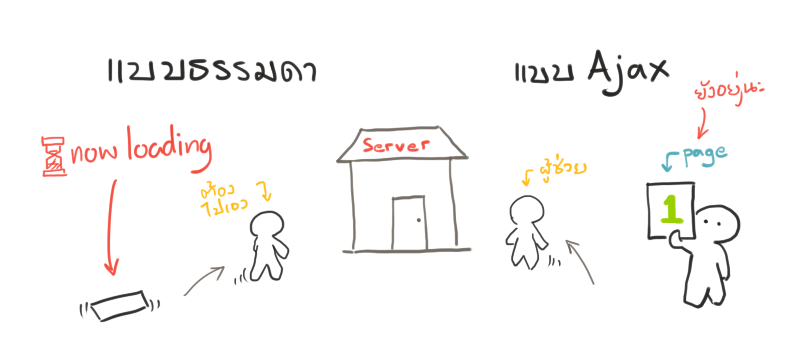 แบบธรรมดา
แบบ Ajax
ยังอยู่นะ
now loading
Server
ต้อง
ไปเอง
ผู้ช่วย
page
1